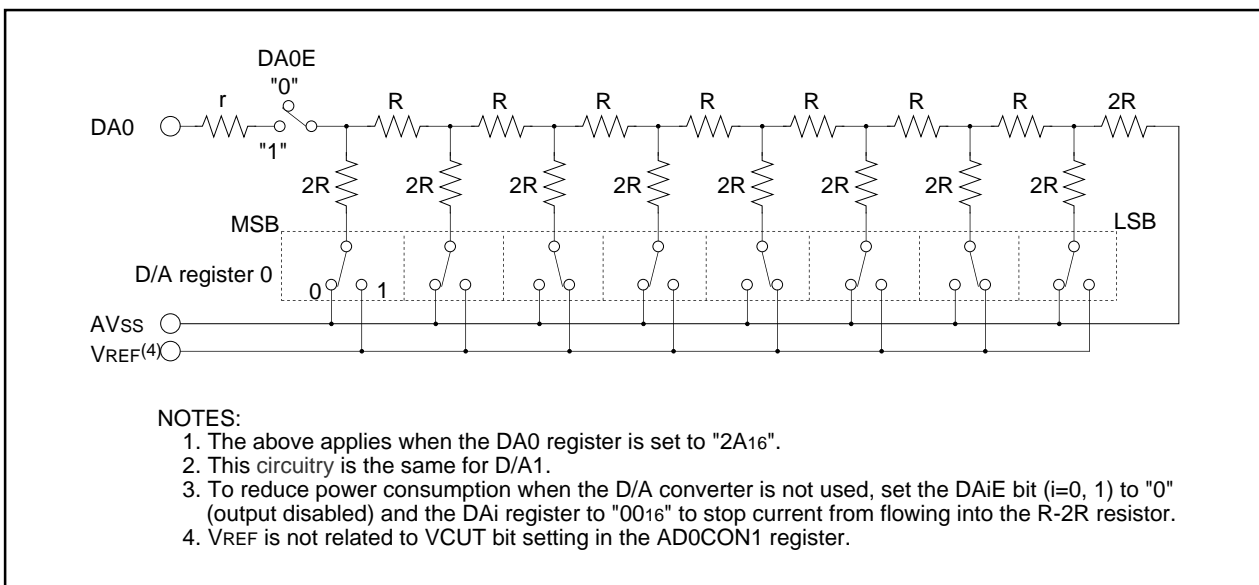 DA0E
"0"
r R R R R R R R 2R
DA0
"1"
2R 2R 2R 2R 2R 2R 2R 2R
MSB LSB
D/A register 0
0 1
AVSS
VREF(4)
NOTES:
1. The above applies when the DA0 register is set to "2A16".
2. This circuitry is the same for D/A1.
3. To reduce power consumption when the D/A converter is not used, set the DAiE bit (i=0, 1) to "0"
(output disabled) and the DAi register to "0016" to stop current from flowing into the R-2R resistor.
4. VREF is not related to VCUT bit setting in the AD0CON1 register.